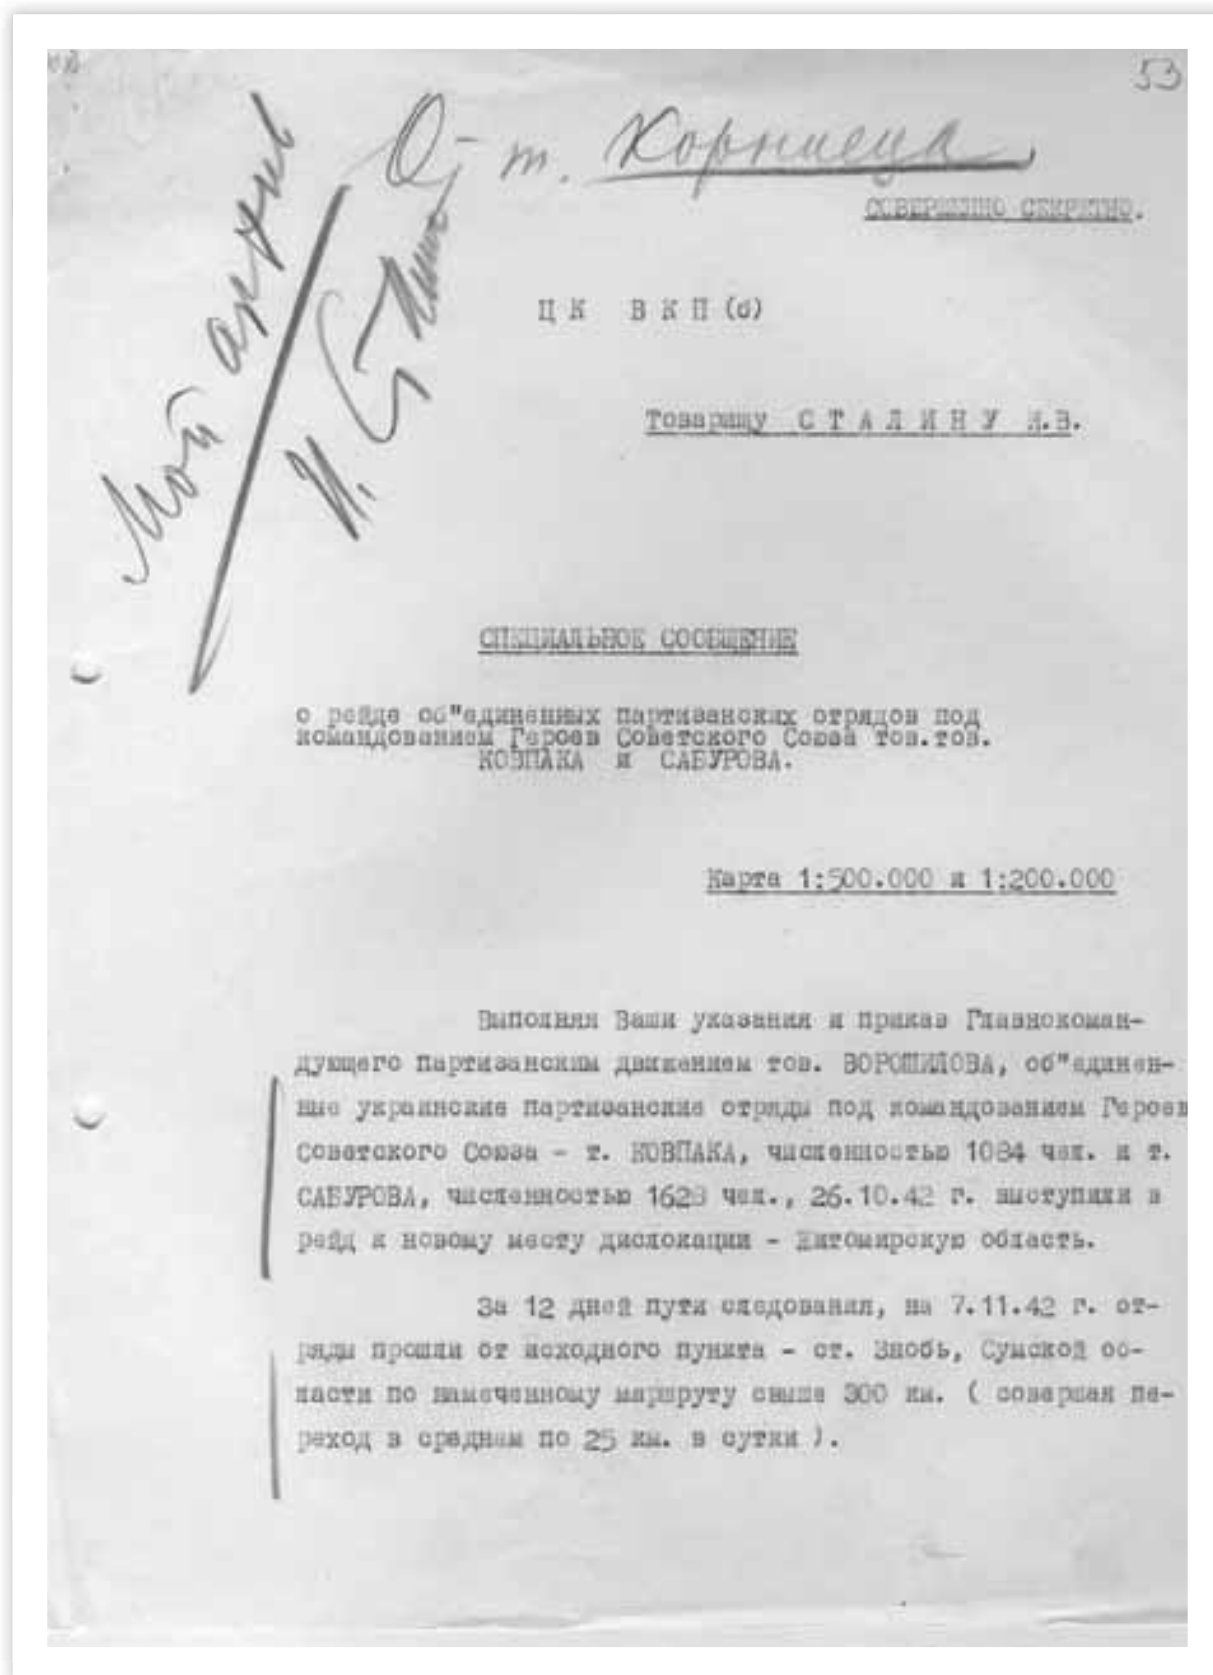 53
От т. Корниеца
Мой архив
И. Сталин
СОВЕРШЕННО СЕКРЕТНО.
ЦК ВКП(б)
Товарищу СТАЛИНУ И.В.
СПЕЦИАЛЬНОЕ СООБЩЕНИЕ
о рейде об"единенных партизанских отрядов под
командованием Героев Советского Союза тов.тов.
КОВПАКА и САБУРОВА.
Карта 1:500.000 и 1:200.000
Выполняя Ваши указания и приказ Главнокоман-
дующего партизанским движением тов. ВОРОШИЛОВА, об"единен-
ные украинские партизанские отряды под командованием Героев
Советского Союза - т. КОВПАКА, численностью 1084 чел. и т.
САБУРОВА, численностью 1628 чел., 26.10.42 г. выступили в
рейд к новому месту дислокации - Житомирскую область.
За 12 дней пути следования, на 7.11.42 г. от-
ряды прошли от исходного пункта - ст. Знобь, Сумской об-
ласти по намеченному маршруту свыше 300 км. ( совершая пе-
реход в среднем по 25 км. в сутки ).